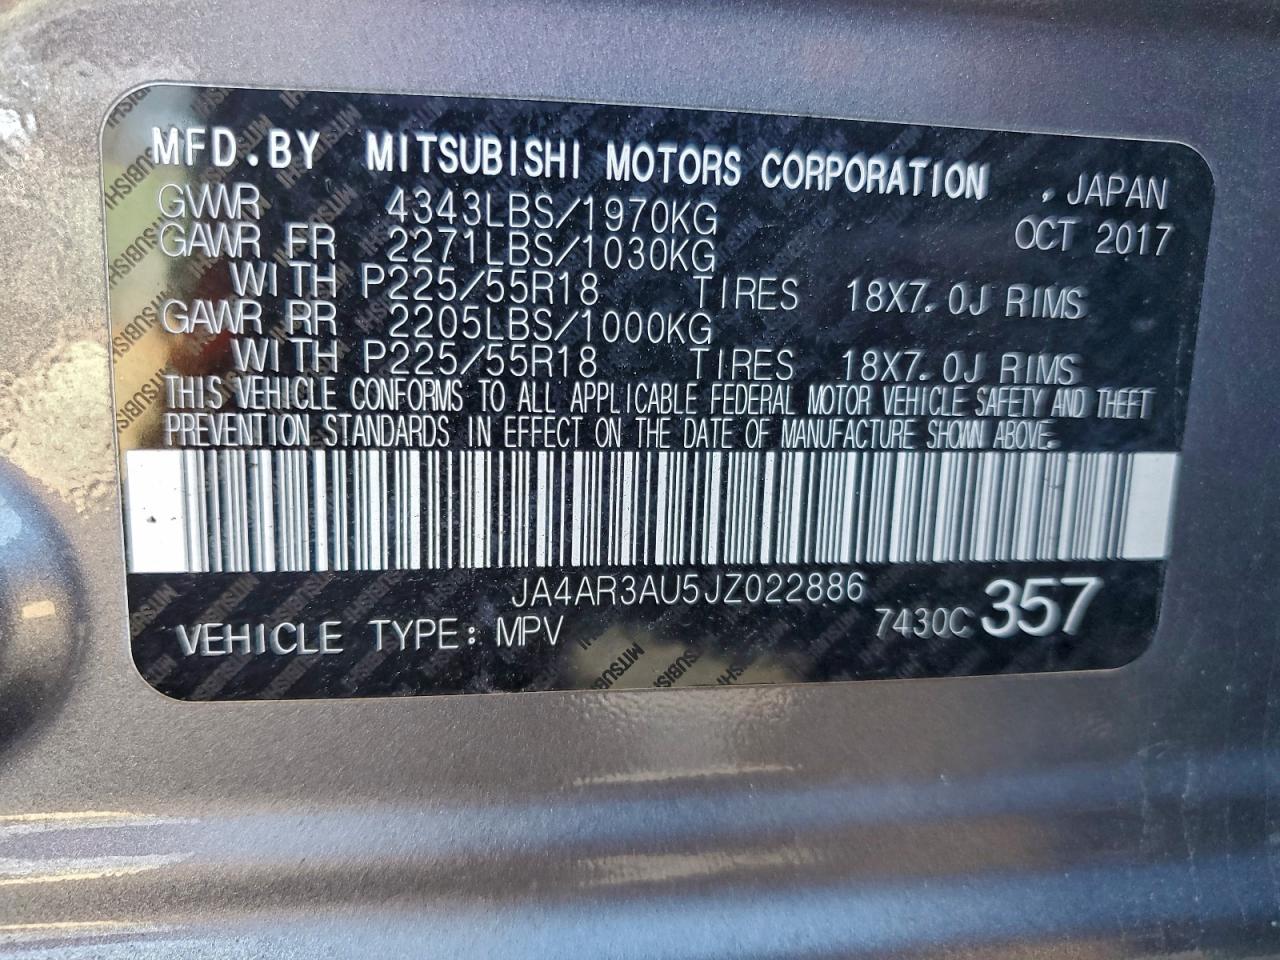 MFD.BY MITSUBISHI MOTORS CORPORATION , JAPAN
GVWR 4343LBS/1970KG OCT 2017
GAWR FR 2271LBS/1030KG
WITH P225/55R18 TIRES 18X7.0J RIMS
GAWR RR 2205LBS/1000KG
WITH P225/55R18 TIRES 18X7.0J RIMS
THIS VEHICLE CONFORMS TO ALL APPLICABLE FEDERAL MOTOR VEHICLE SAFETY AND THEFT
PREVENTION STANDARDS IN EFFECT ON THE DATE OF MANUFACTURE SHOWN ABOVE.
JA4AR3AU5JZ022886
VEHICLE TYPE: MPV 7430C 357